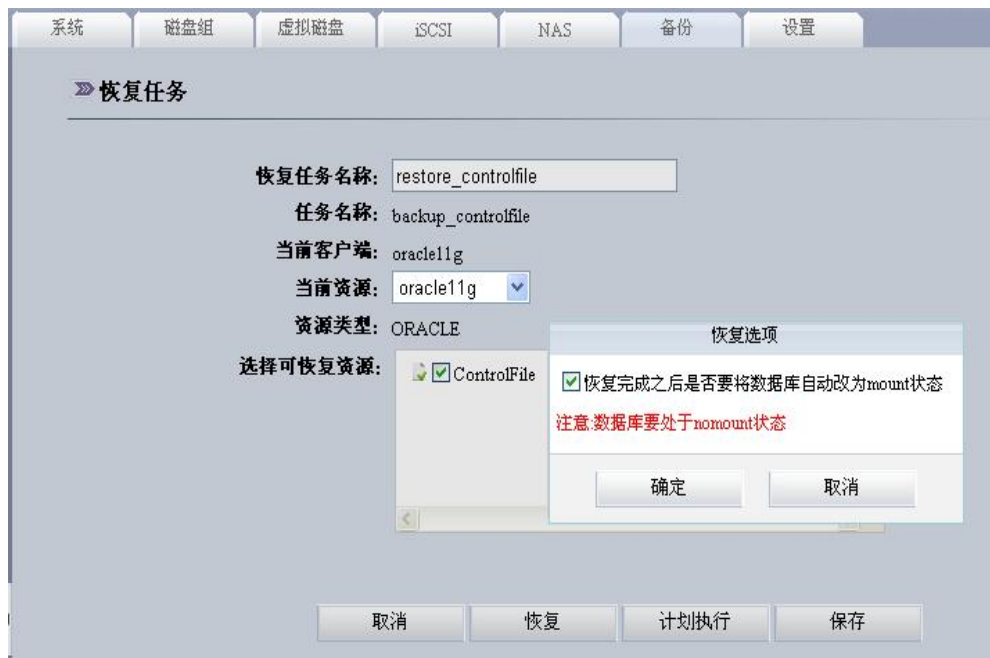 系统 磁盘组 虚拟磁盘 iSCSI NAS 备份 设置
恢复任务
恢复任务名称: restore_controlfile
任务名称: backup_controlfile
当前客户端: oracle11g
当前资源: oracle11g
资源类型: ORACLE
选择可恢复资源: ControlFile
恢复选项
恢复完成之后是否要将数据库自动改为mount状态
注意:数据库要处于nomount状态
确定 取消
取消 恢复 计划执行 保存